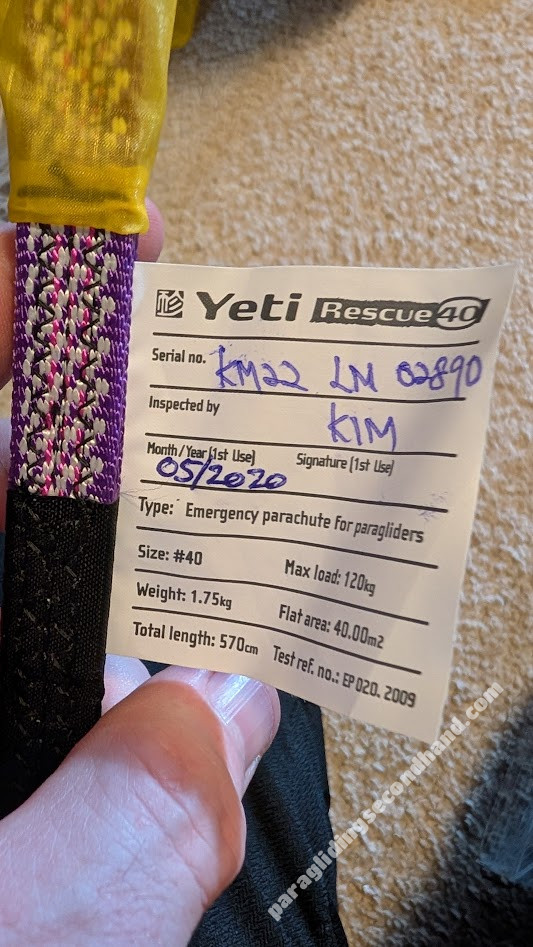 Yeti Rescue 40
Serial no. KM22 LM 02890
Inspected by KIM
Month/Year (1st Use) Signature (1st Use)
05/2020
Type: Emergency parachute for paragliders
Size: #40 Max load: 120kg
Weight: 1.75kg Flat area: 40.00m2
Total length: 570cm Test ref. no.: EP 020. 2009
paraglidingsecondhand.com